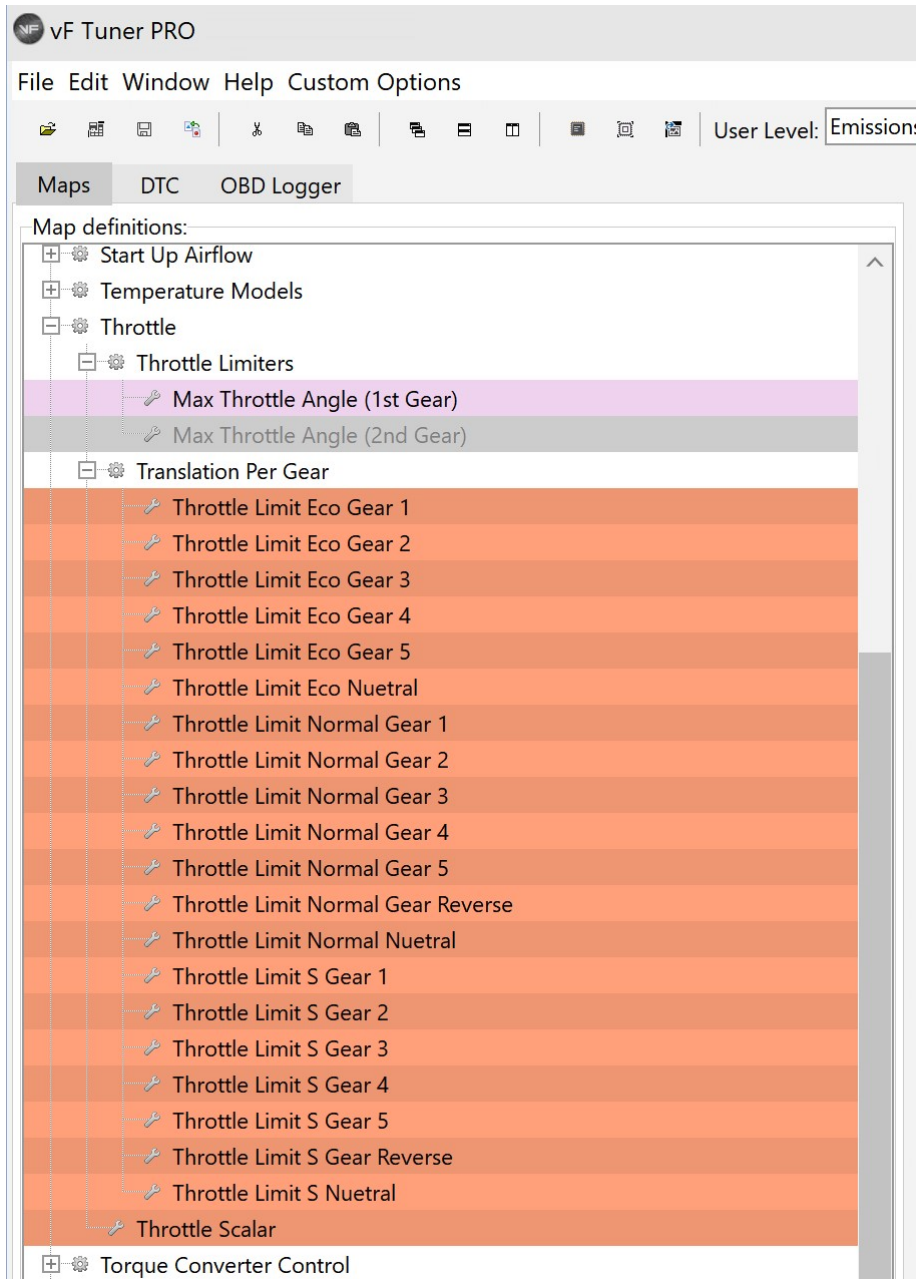 VF vF Tuner PRO
File Edit Window Help Custom Options
User Level: Emissions
Maps DTC OBD Logger
Map definitions:
Start Up Airflow
Temperature Models
Throttle
Throttle Limiters
Max Throttle Angle (1st Gear)
Max Throttle Angle (2nd Gear)
Translation Per Gear
Throttle Limit Eco Gear 1
Throttle Limit Eco Gear 2
Throttle Limit Eco Gear 3
Throttle Limit Eco Gear 4
Throttle Limit Eco Gear 5
Throttle Limit Eco Nuetral
Throttle Limit Normal Gear 1
Throttle Limit Normal Gear 2
Throttle Limit Normal Gear 3
Throttle Limit Normal Gear 4
Throttle Limit Normal Gear 5
Throttle Limit Normal Gear Reverse
Throttle Limit Normal Nuetral
Throttle Limit S Gear 1
Throttle Limit S Gear 2
Throttle Limit S Gear 3
Throttle Limit S Gear 4
Throttle Limit S Gear 5
Throttle Limit S Gear Reverse
Throttle Limit S Nuetral
Throttle Scalar
Torque Converter Control